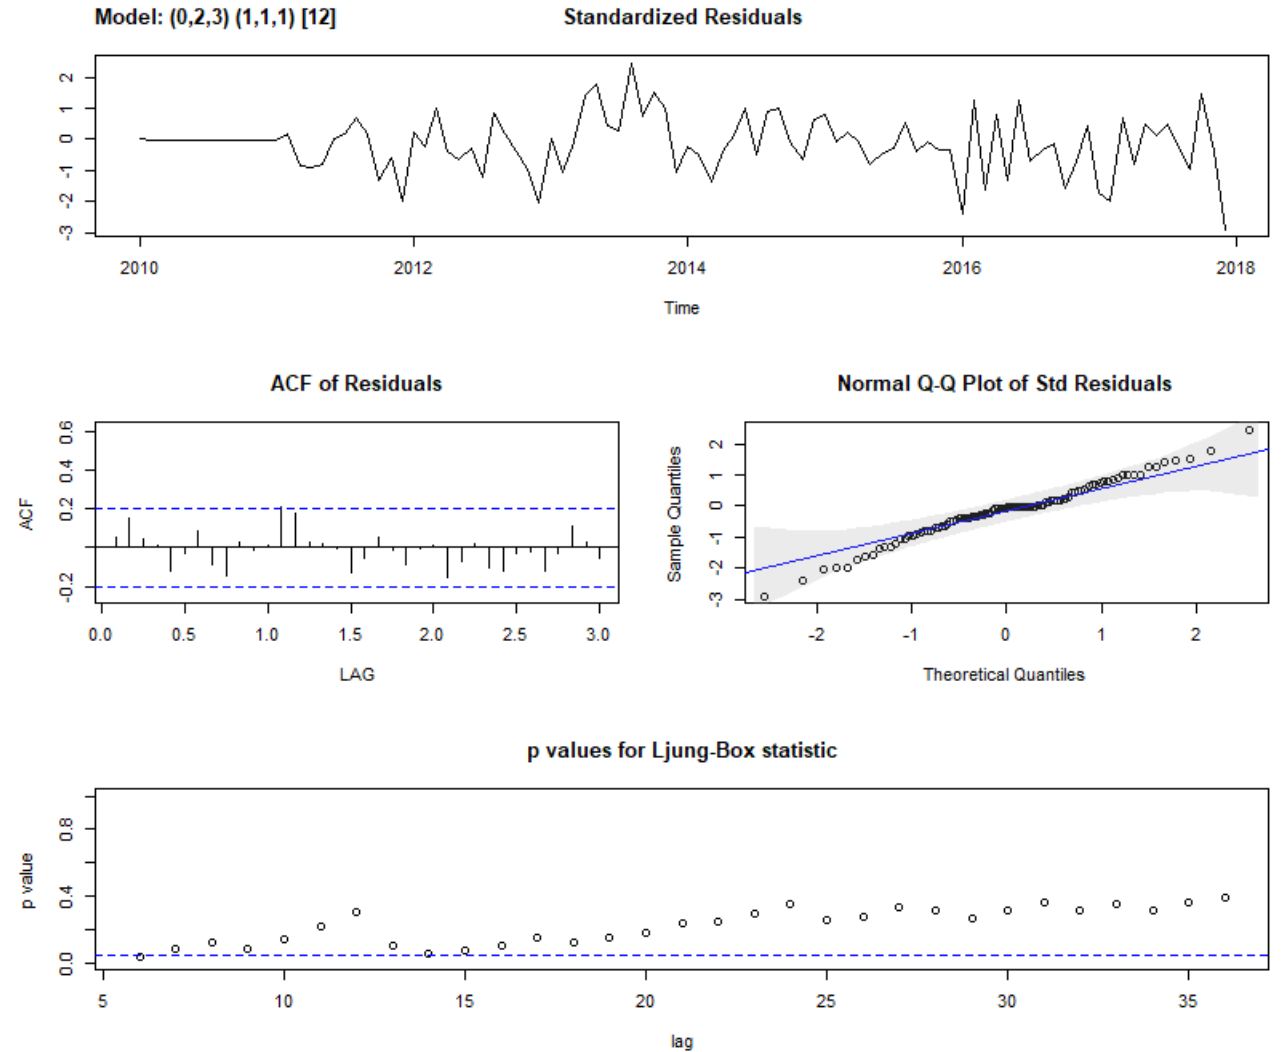 Model: (0,2,3) (1,1,1) [12] Standardized Residuals
2
1
0
-1
-2
-3
2010 2012 2014 2016 2018
Time
ACF of Residuals
0.6
0.4
0.2
-0.2
ACF
0.0 0.5 1.0 1.5 2.0 2.5 3.0
LAG
Normal Q-Q Plot of Std Residuals
2
1
0
-1
-2
-3
Sample Quantiles
-2 -1 0 1 2
Theoretical Quantiles
p values for Ljung-Box statistic
0.8
0.4
0.0
p value
5 10 15 20 25 30 35
lag